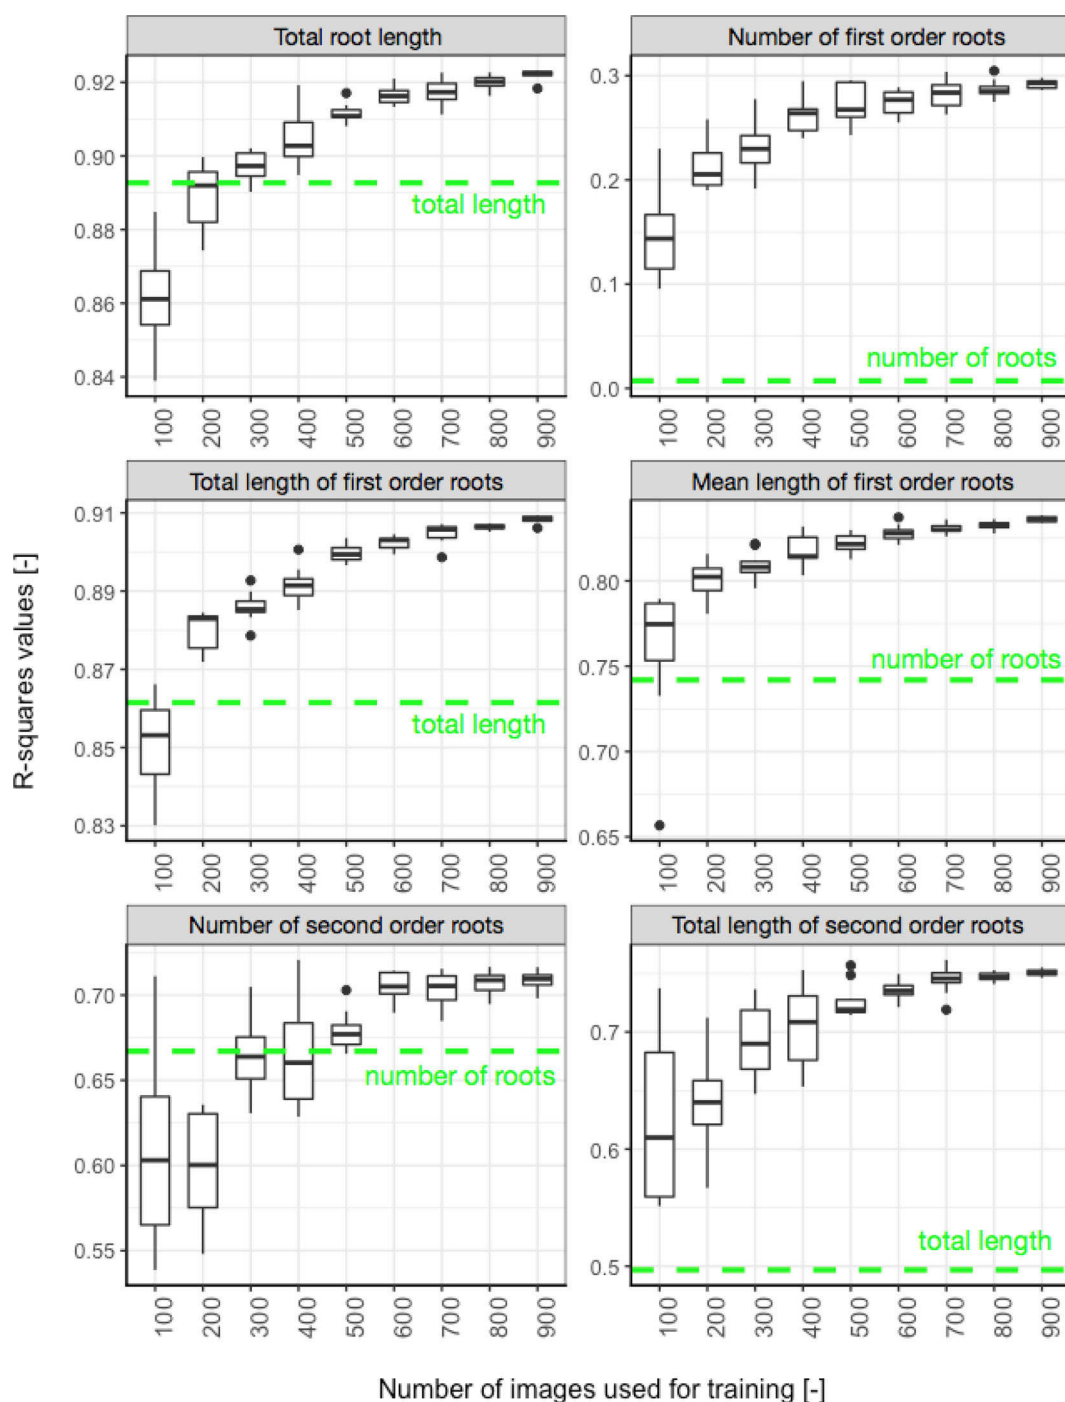 Total root length
Number of first order roots
0.92
0.90
0.88
0.86
0.84
total length
0.3
0.2
0.1
0.0
number of roots
100 200 300 400 500 600 700 800 900
100 200 300 400 500 600 700 800 900
Total length of first order roots
Mean length of first order roots
0.91
0.89
0.87
0.85
0.83
total length
0.80
0.75
0.70
0.65
number of roots
100 200 300 400 500 600 700 800 900
100 200 300 400 500 600 700 800 900
Number of second order roots
Total length of second order roots
0.70
0.65
0.60
0.55
number of roots
0.7
0.6
0.5
total length
100 200 300 400 500 600 700 800 900
100 200 300 400 500 600 700 800 900
R-squares values [-]
Number of images used for training [-]